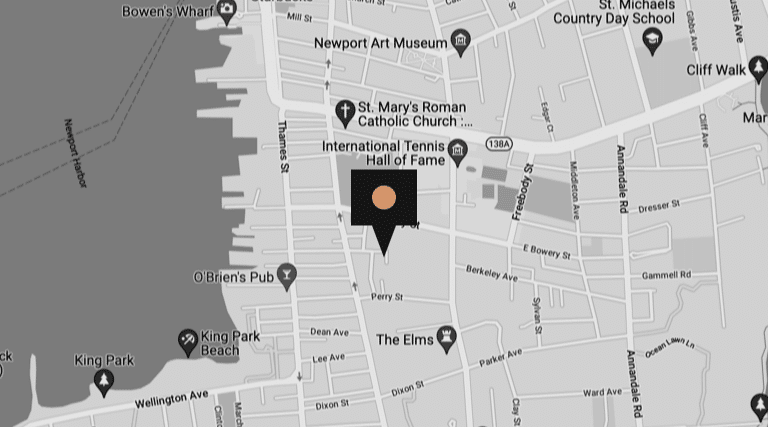 Bowen's Wharf
Mill St
St. Michaels
Country Day School
Newport Art Museum
Gibbs Ave
Cliff Walk
St. Mary's Roman
Catholic Church :...
Edgar Ct
Cliff Ave
Mar
Newport Harbor
Thames St
International Tennis
Hall of Fame
138A
Freebody St
Middleton Ave
Annandale Rd
Dresser St
E Bowery St
O'Brien's Pub
Berkeley Ave
Gammell Rd
Perry St
Sylvan St
King Park
Beach
Dean Ave
The Elms
Ocean Lawn Ln
King Park
Lee Ave
Parker Ave
Annandale Rd
Wellington Ave
Dixon St
Dixon St
Ward Ave
Clay St